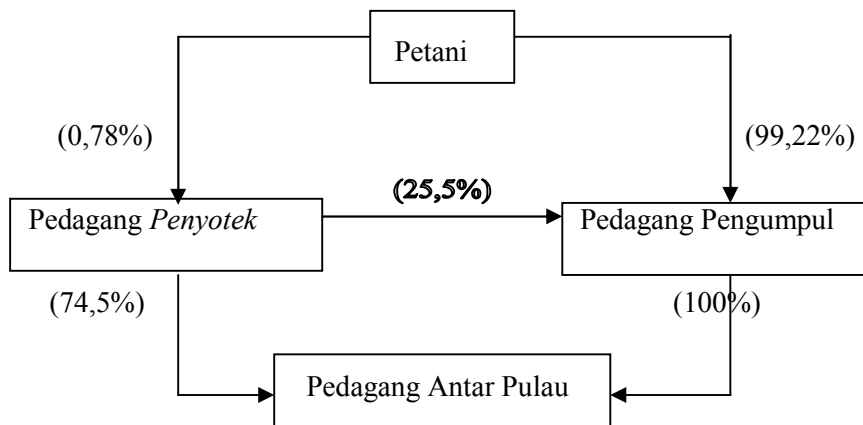 Petani
(0,78%)
(99,22%)
(25,5%)
Pedagang Penyotek
Pedagang Pengumpul
(74,5%)
(100%)
Pedagang Antar Pulau